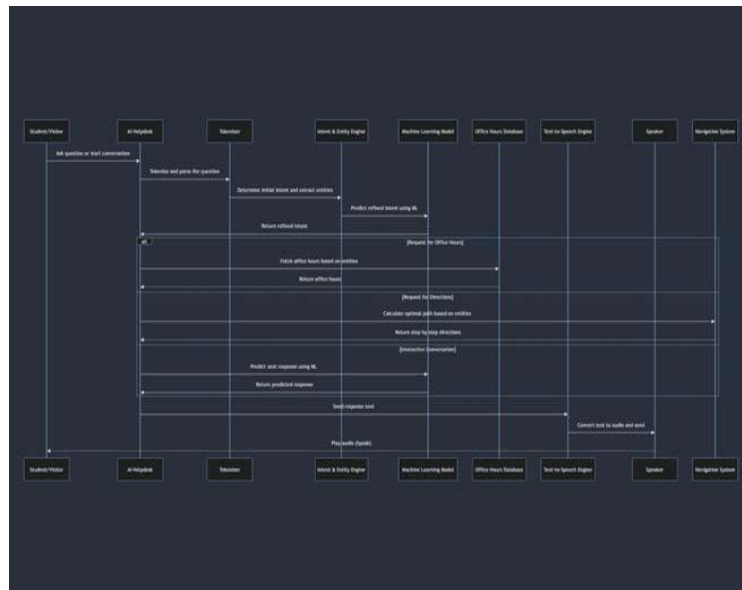 Student/Visitor
AI Helpdesk
Tokenizer
Intent & Entity Engine
Machine Learning Model
Office Hours Database
Text-to-Speech Engine
Speaker
Navigation System
Ask question or start conversation
Tokenize and parse the question
Determine initial intent and extract entities
Predict refined intent using ML
Return refined intent
alt
[Request for Office Hours]
Fetch office hours based on entities
Return office hours
[Request for Directions]
Calculate optimal path based on entities
Return step-by-step directions
[Interactive Conversation]
Predict next response using ML
Return predicted response
Send response text
Convert text to audio and send
Play audio (Speak)
Student/Visitor
AI Helpdesk
Tokenizer
Intent & Entity Engine
Machine Learning Model
Office Hours Database
Text-to-Speech Engine
Speaker
Navigation System